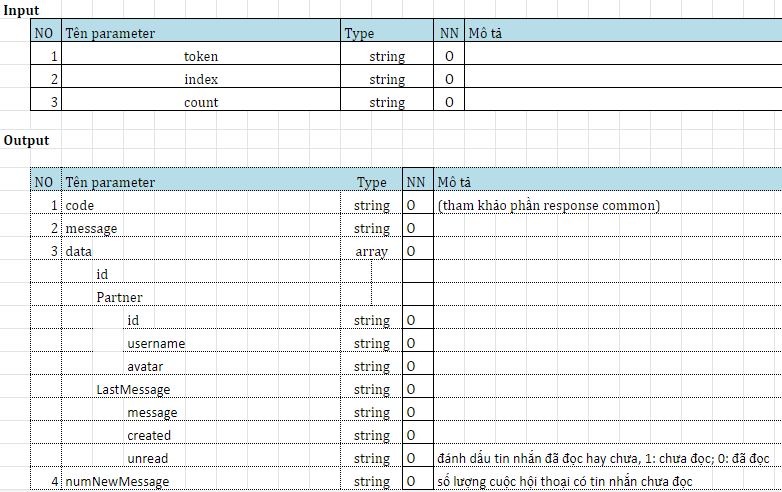 Input
NO Tên parameter Type NN Mô tả
1 token string O
2 index string O
3 count string O
Output
NO Tên parameter Type NN Mô tả
1 code string O (tham khảo phần response common)
2 message string O
3 data array O
id
Partner
id string O
username string O
avatar string O
LastMessage string O
message string O
created string O
unread string O đánh dấu tin nhắn đã đọc hay chưa, 1: chưa đọc; 0: đã đọc
4 numNewMessage string O số lượng cuộc hội thoại có tin nhắn chưa đọc